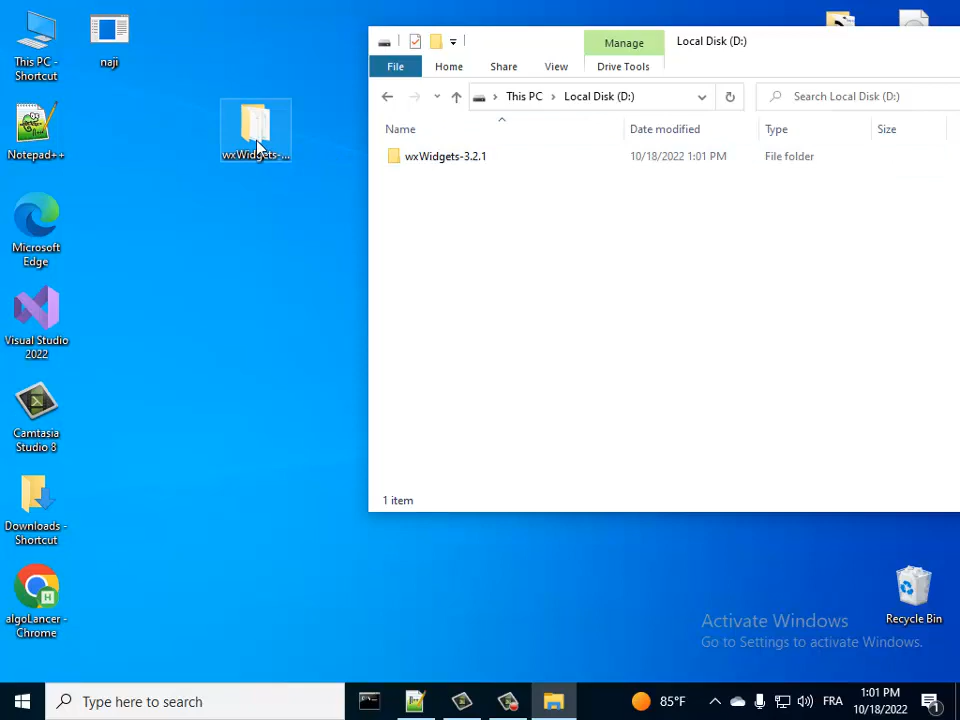 This PC -
Shortcut
naji
Notepad++
wxWidgets-...
Microsoft
Edge
Visual Studio
2022
Camtasia
Studio 8
Downloads -
Shortcut
algoLancer -
Chrome
Manage
Local Disk (D:)
File
Home
Share
View
Drive Tools
This PC
Local Disk (D:)
Search Local Disk (D:)
Name
Date modified
Type
Size
wxWidgets-3.2.1
10/18/2022 1:01 PM
File folder
1 item
Recycle Bin
Activate Windows
Go to Settings to activate Windows.
Type here to search
85°F
FRA
1:01 PM
10/18/2022
1